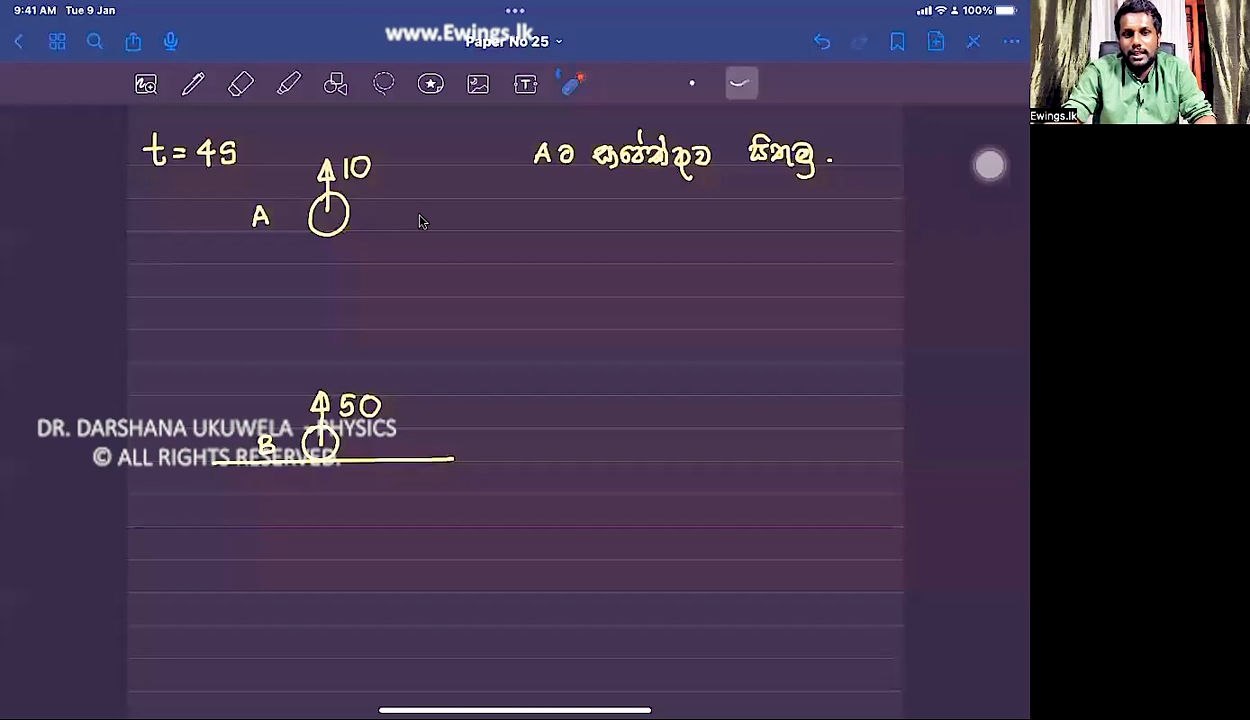 9:41 AM Tue 9 Jan
100%
www.Ewings.lk
Paper No 25
t = 4s
10
A ට සාපේක්ෂව සිතමු.
A
50
DR. DARSHANA UKUWELA - PHYSICS
B
© ALL RIGHTS RESERVED.
Ewings.lk